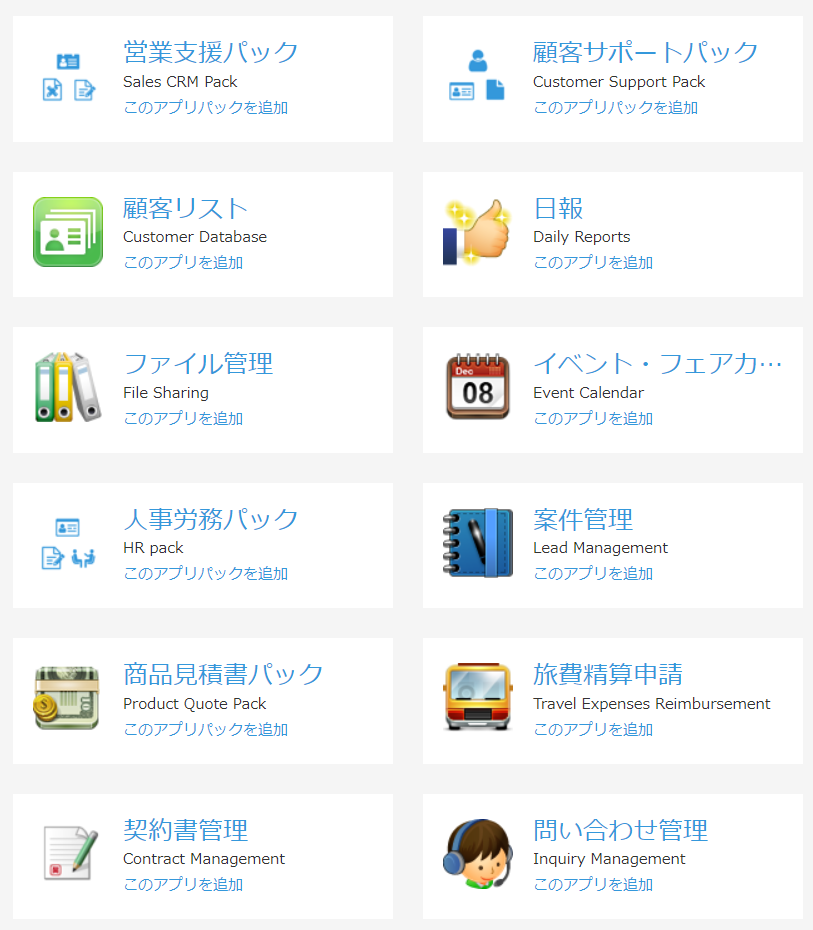 営業支援パック
Sales CRM Pack
このアプリパックを追加
顧客サポートパック
Customer Support Pack
このアプリパックを追加
顧客リスト
Customer Database
このアプリを追加
日報
Daily Reports
このアプリを追加
ファイル管理
File Sharing
このアプリを追加
Dec
08
イベント・フェアカ…
Event Calendar
このアプリを追加
人事労務パック
HR pack
このアプリパックを追加
案件管理
Lead Management
このアプリを追加
商品見積書パック
Product Quote Pack
このアプリパックを追加
旅費精算申請
Travel Expenses Reimbursement
このアプリを追加
契約書管理
Contract Management
このアプリを追加
問い合わせ管理
Inquiry Management
このアプリを追加